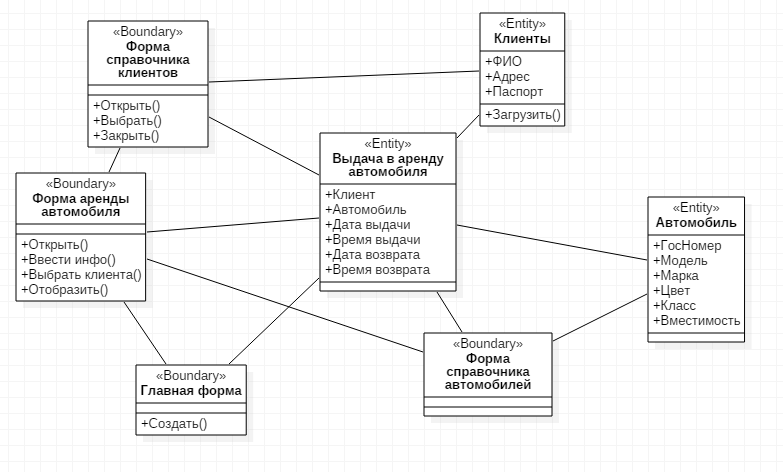 «Boundary»
Форма
справочника
клиентов
+Открыть()
+Выбрать()
+Закрыть()
«Entity»
Клиенты
+ФИО
+Адрес
+Паспорт
+Загрузить()
«Entity»
Выдача в аренду
автомобиля
+Клиент
+Автомобиль
+Дата выдачи
+Время выдачи
+Дата возврата
+Время возврата
«Boundary»
Форма аренды
автомобиля
+Открыть()
+Ввести инфо()
+Выбрать клиента()
+Отобразить()
«Entity»
Автомобиль
+ГосНомер
+Модель
+Марка
+Цвет
+Класс
+Вместимость
«Boundary»
Форма
справочника
автомобилей
«Boundary»
Главная форма
+Создать()